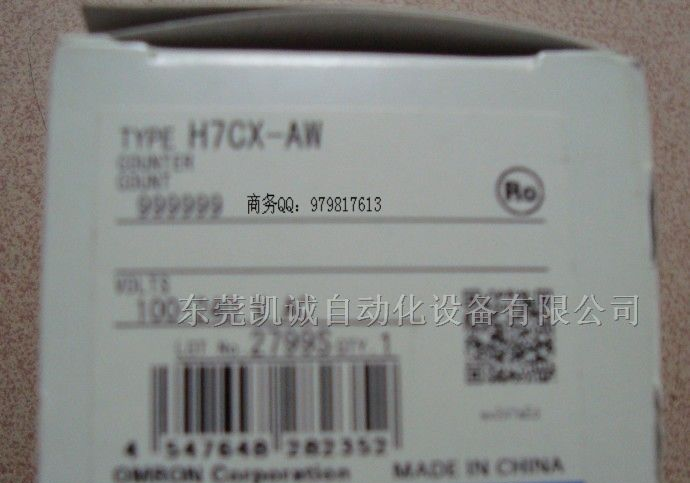 TYPE H7CX-AW
COUNTER
COUNT
999999 商务QQ：979817613
Ro
VOLTS
100
东莞凯诚自动化设备有限公司
LOT No. 2799S QTY. 1
4 547648 282352
OMRON Corporation MADE IN CHINA